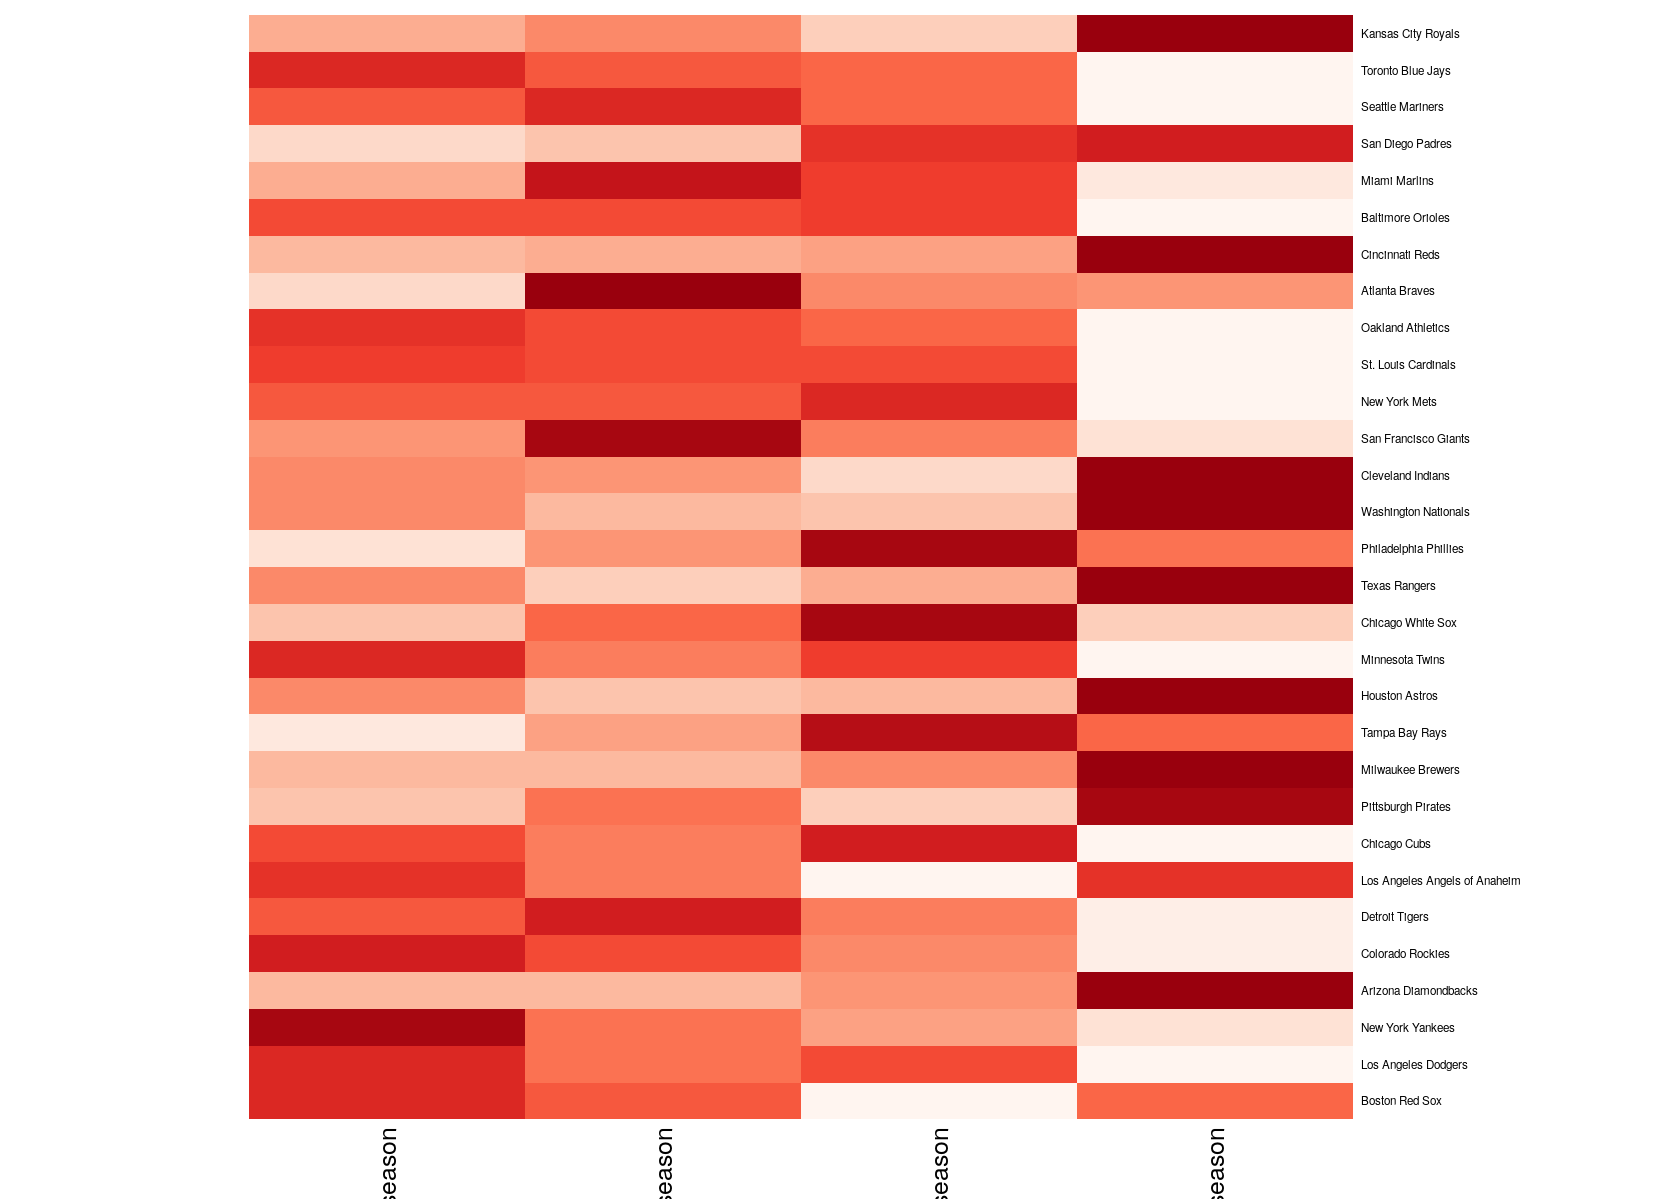 Kansas City Royals
Toronto Blue Jays
Seattle Mariners
San Diego Padres
Miami Marlins
Baltimore Orioles
Cincinnati Reds
Atlanta Braves
Oakland Athletics
St. Louis Cardinals
New York Mets
San Francisco Giants
Cleveland Indians
Washington Nationals
Philadelphia Phillies
Texas Rangers
Chicago White Sox
Minnesota Twins
Houston Astros
Tampa Bay Rays
Milwaukee Brewers
Pittsburgh Pirates
Chicago Cubs
Los Angeles Angels of Anaheim
Detroit Tigers
Colorado Rockies
Arizona Diamondbacks
New York Yankees
Los Angeles Dodgers
Boston Red Sox
season
season
season
season